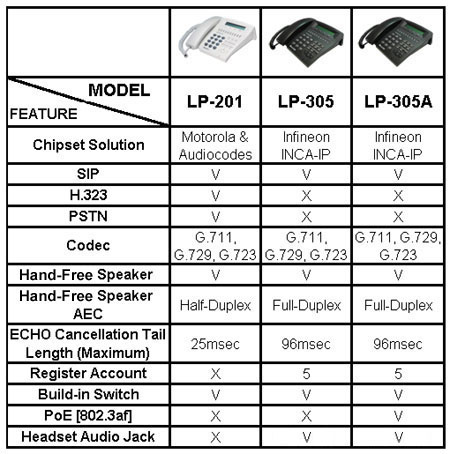 MODEL
FEATURE
LP-201 LP-305 LP-305A
Chipset Solution Motorola & Audiocodes Infineon INCA-IP Infineon INCA-IP
SIP V V V
H.323 V X X
PSTN V X X
Codec G.711, G.729, G.723 G.711, G.729, G.723 G.711, G.729, G.723
Hand-Free Speaker V V V
Hand-Free Speaker AEC Half-Duplex Full-Duplex Full-Duplex
ECHO Cancellation Tail Length (Maximum) 25msec 96msec 96msec
Register Account X 5 5
Build-in Switch V V V
PoE [802.3af] X X V
Headset Audio Jack X V V